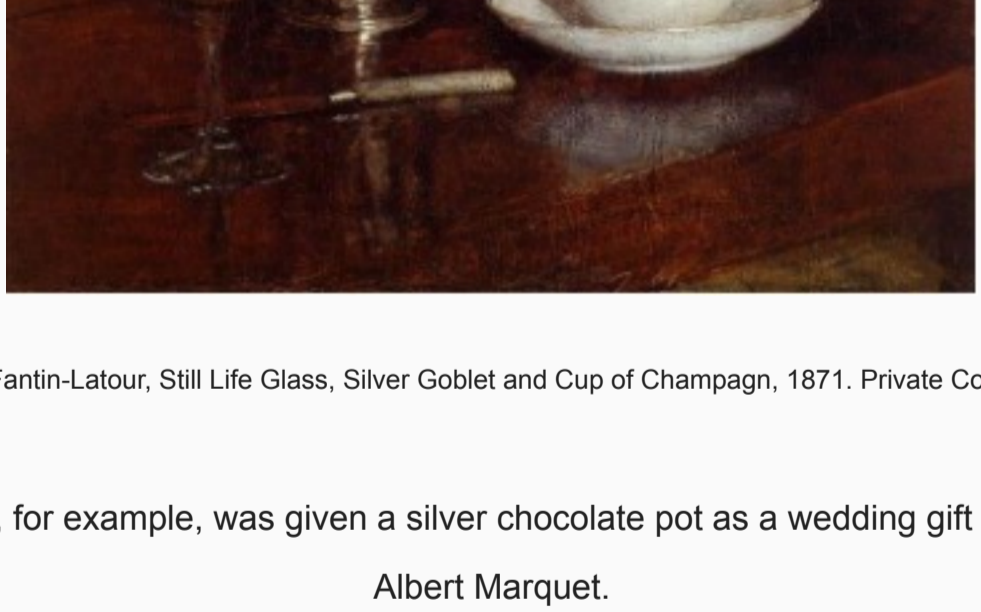 Fantin-Latour, Still Life Glass, Silver Goblet and Cup of Champagn, 1871. Private Co
, for example, was given a silver chocolate pot as a wedding gift
Albert Marquet.